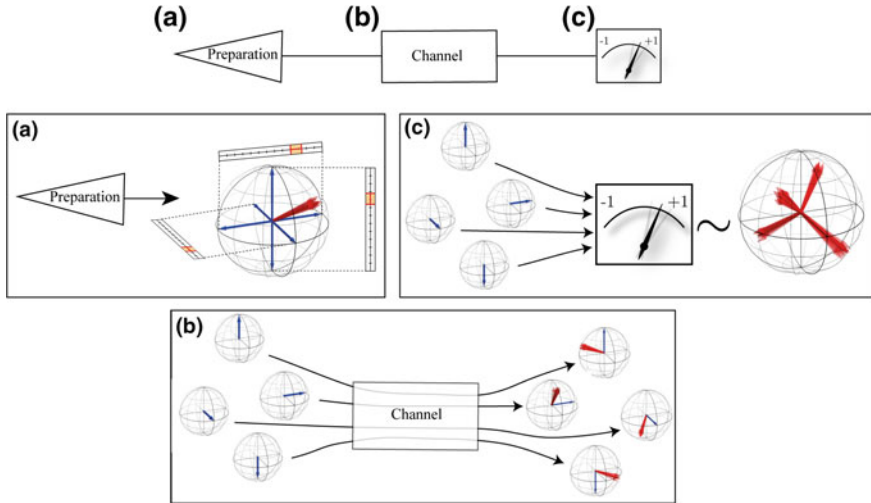 (a) (b) (c)
Preparation Channel -1 +1
(a)
Preparation
(c)
-1 +1
(b)
Channel